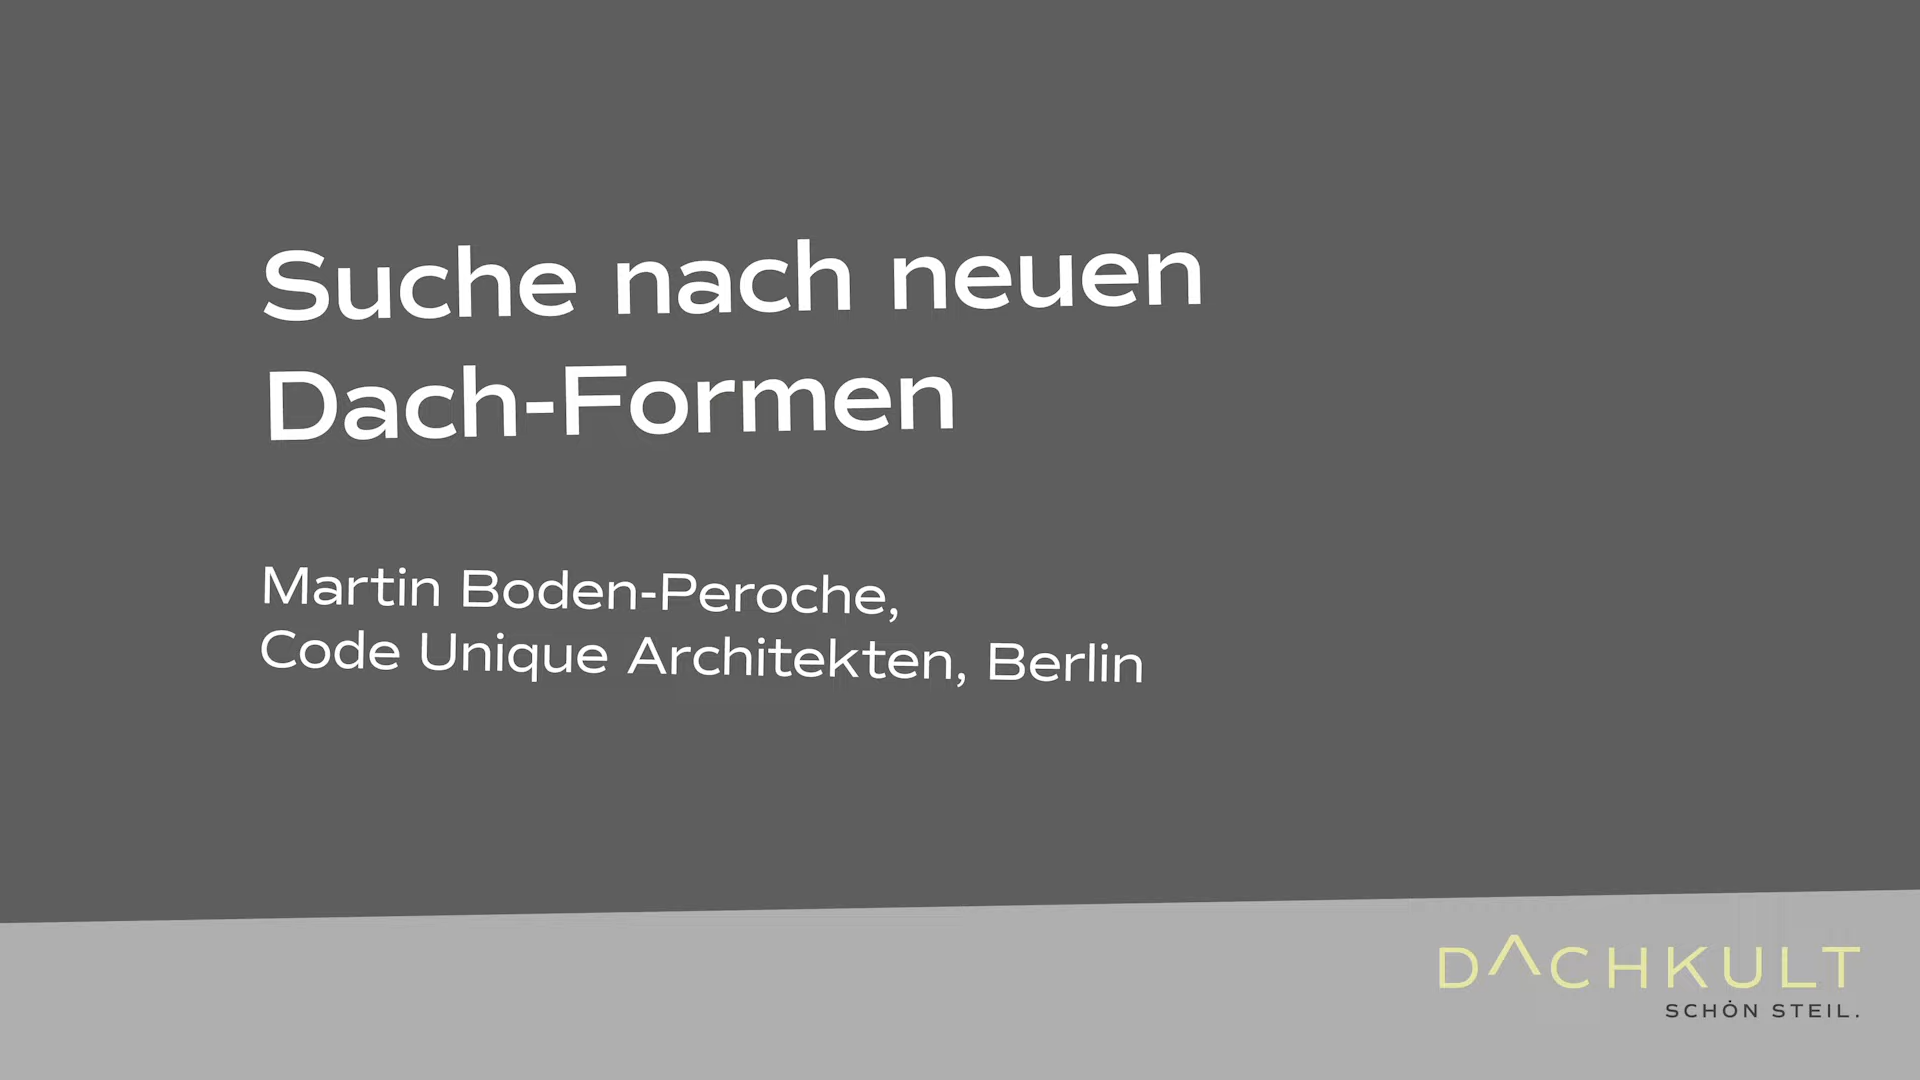 Suche nach neuen
Dach-Formen
Martin Boden-Peroche,
Code Unique Architekten, Berlin
DACHKULT
SCHÖN STEIL.